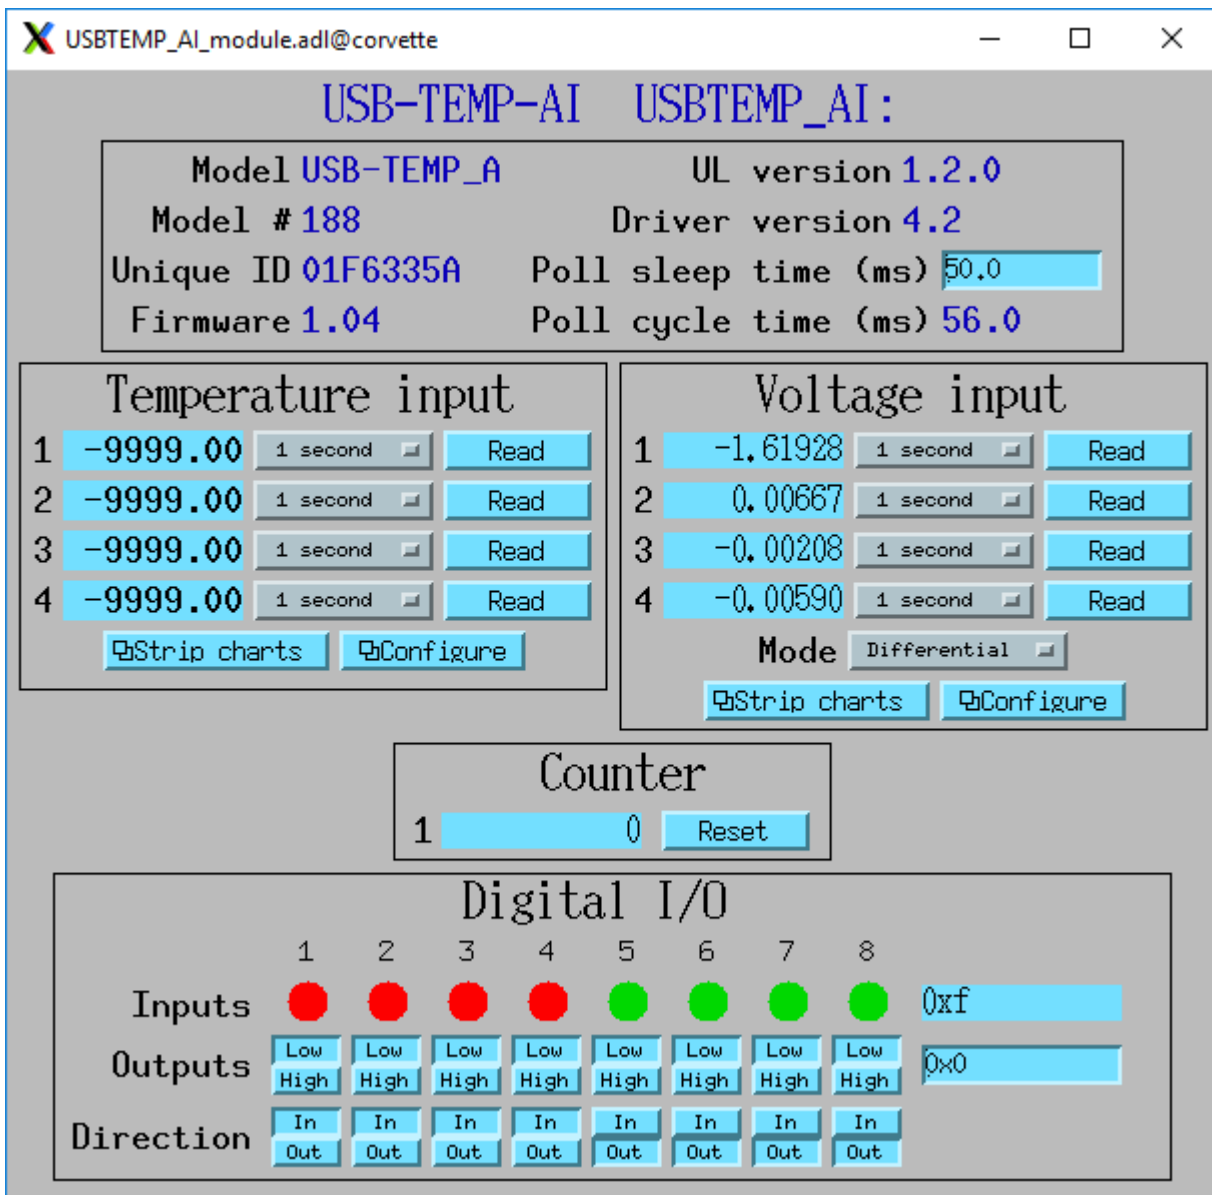 USBTEMP_AI_module.adl@corvette
USB-TEMP-AI USBTEMP_AI:
Model USB-TEMP_A UL version 1.2.0
Model # 188 Driver version 4.2
Unique ID 01F6335A Poll sleep time (ms) 50.0
Firmware 1.04 Poll cycle time (ms) 56.0
Temperature input
1 -9999.00 1 second Read
2 -9999.00 1 second Read
3 -9999.00 1 second Read
4 -9999.00 1 second Read
Strip charts Configure
Voltage input
1 -1.61928 1 second Read
2 0.00667 1 second Read
3 -0.00208 1 second Read
4 -0.00590 1 second Read
Mode Differential
Strip charts Configure
Counter
1 0 Reset
Digital I/O
1 2 3 4 5 6 7 8
Inputs 0xf
Outputs Low Low Low Low Low Low Low Low 0x0
High High High High High High High High
Direction In In In In In In In In
Out Out Out Out Out Out Out Out